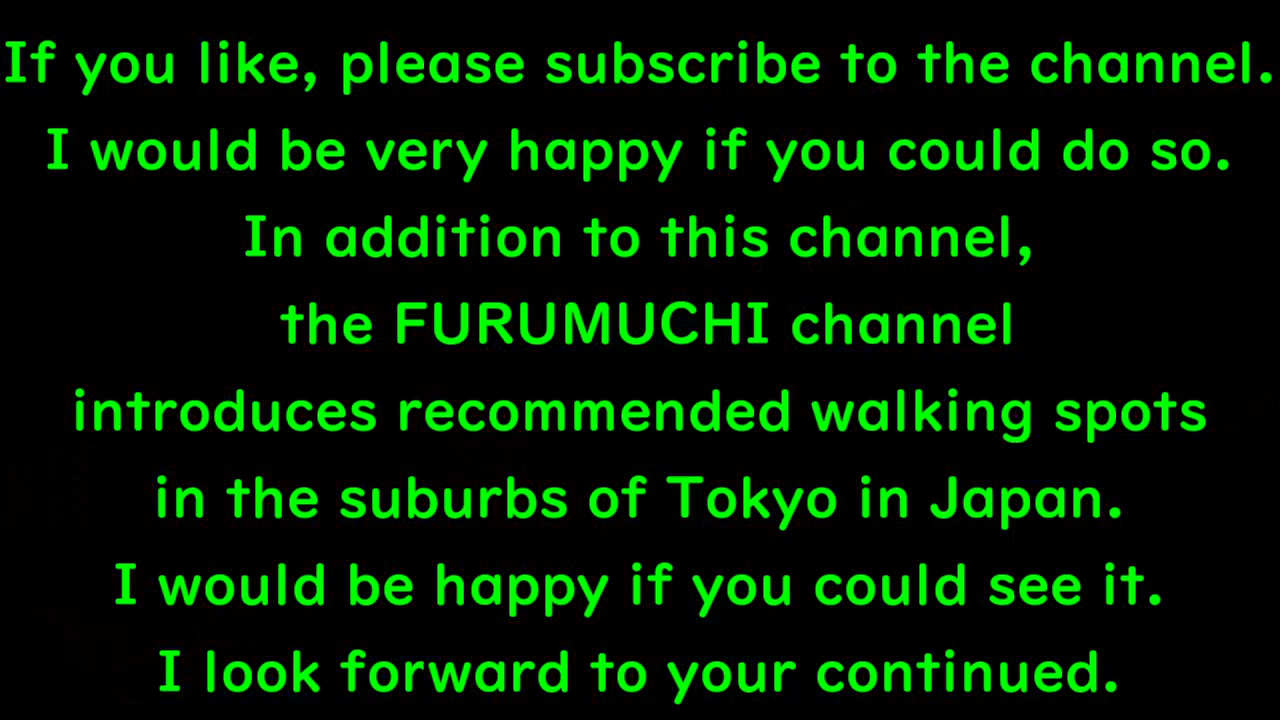 If you like, please subscribe to the channel.
I would be very happy if you could do so.
In addition to this channel,
the FURUMUCHI channel
introduces recommended walking spots
in the suburbs of Tokyo in Japan.
I would be happy if you could see it.
I look forward to your continued.